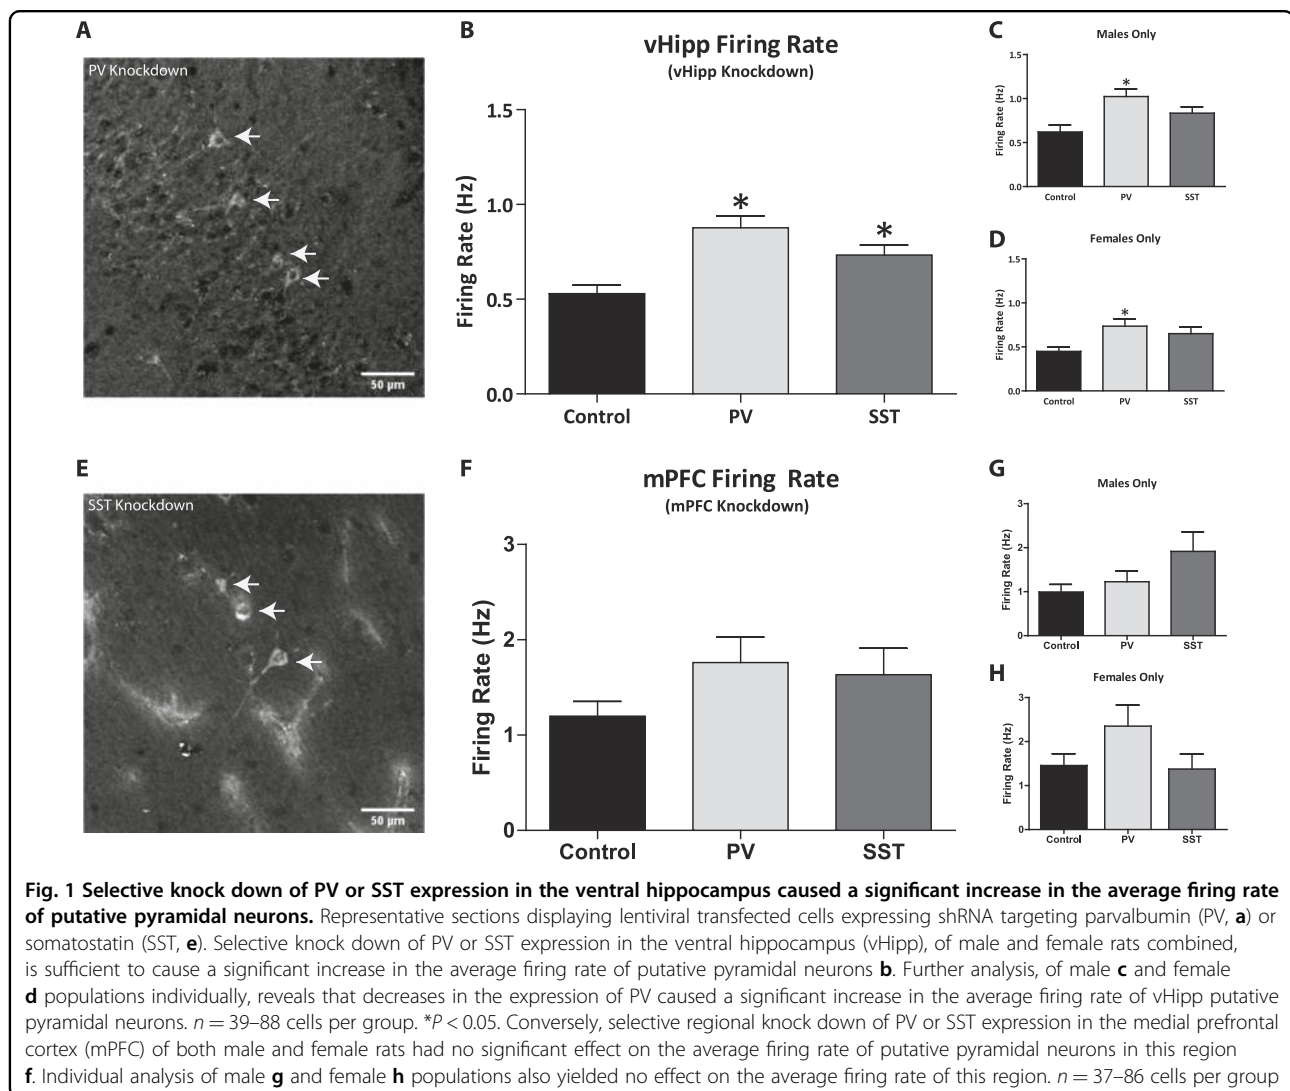 A
PV Knockdown
50 μm
B
vHipp Firing Rate
(vHipp Knockdown)
Firing Rate (Hz)
1.5
1.0
0.5
0.0
*
*
Control
PV
SST
C
Males Only
Firing Rate (Hz)
1.5
1.0
0.5
0.0
*
Control
PV
SST
D
Females Only
Firing Rate (Hz)
1.5
1.0
0.5
0.0
*
Control
PV
SST
E
SST Knockdown
50 μm
F
mPFC Firing Rate
(mPFC Knockdown)
Firing Rate (Hz)
3
2
1
0
Control
PV
SST
G
Males Only
Firing Rate (Hz)
3
2
1
0
Control
PV
SST
H
Females Only
Firing Rate (Hz)
3
2
1
0
Control
PV
SST
Fig. 1 Selective knock down of PV or SST expression in the ventral hippocampus caused a significant increase in the average firing rate
of putative pyramidal neurons. Representative sections displaying lentiviral transfected cells expressing shRNA targeting parvalbumin (PV, a) or
somatostatin (SST, e). Selective knock down of PV or SST expression in the ventral hippocampus (vHipp), of male and female rats combined,
is sufficient to cause a significant increase in the average firing rate of putative pyramidal neurons b. Further analysis, of male c and female
d populations individually, reveals that decreases in the expression of PV caused a significant increase in the average firing rate of vHipp putative
pyramidal neurons. n = 39–88 cells per group. *P < 0.05. Conversely, selective regional knock down of PV or SST expression in the medial prefrontal
cortex (mPFC) of both male and female rats had no significant effect on the average firing rate of putative pyramidal neurons in this region
f. Individual analysis of male g and female h populations also yielded no effect on the average firing rate of this region. n = 37–86 cells per group